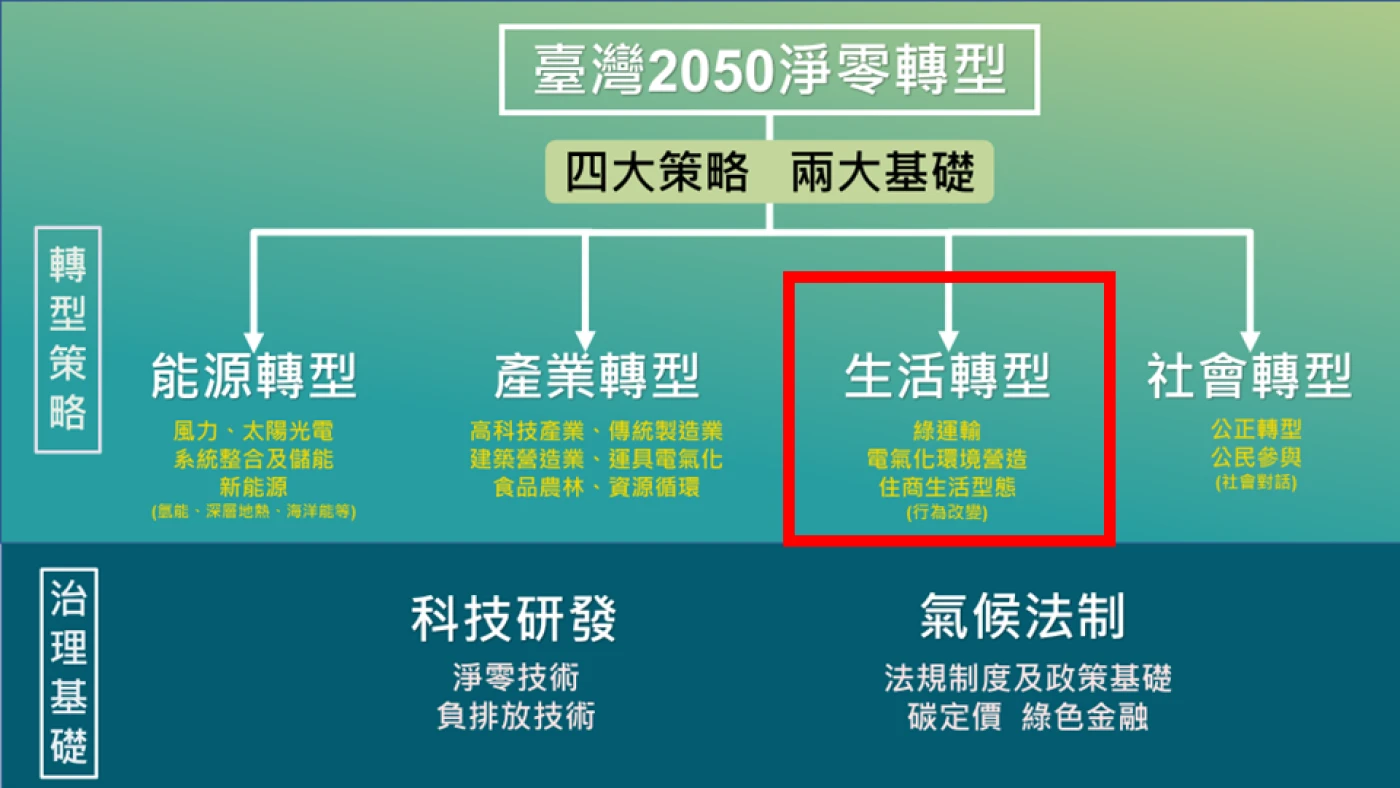 臺灣2050淨零轉型
四大策略 兩大基礎
轉型策略
能源轉型
風力、太陽光電
系統整合及儲能
新能源
(氫能、深層地熱、海洋能等)
產業轉型
高科技產業、傳統製造業
建築營造業、運具電氣化
食品農林、資源循環
生活轉型
綠運輸
電氣化環境營造
住商生活型態
(行為改變)
社會轉型
公正轉型
公民參與
(社會對話)
治理基礎
科技研發
淨零技術
負排放技術
氣候法制
法規制度及政策基礎
碳定價 綠色金融